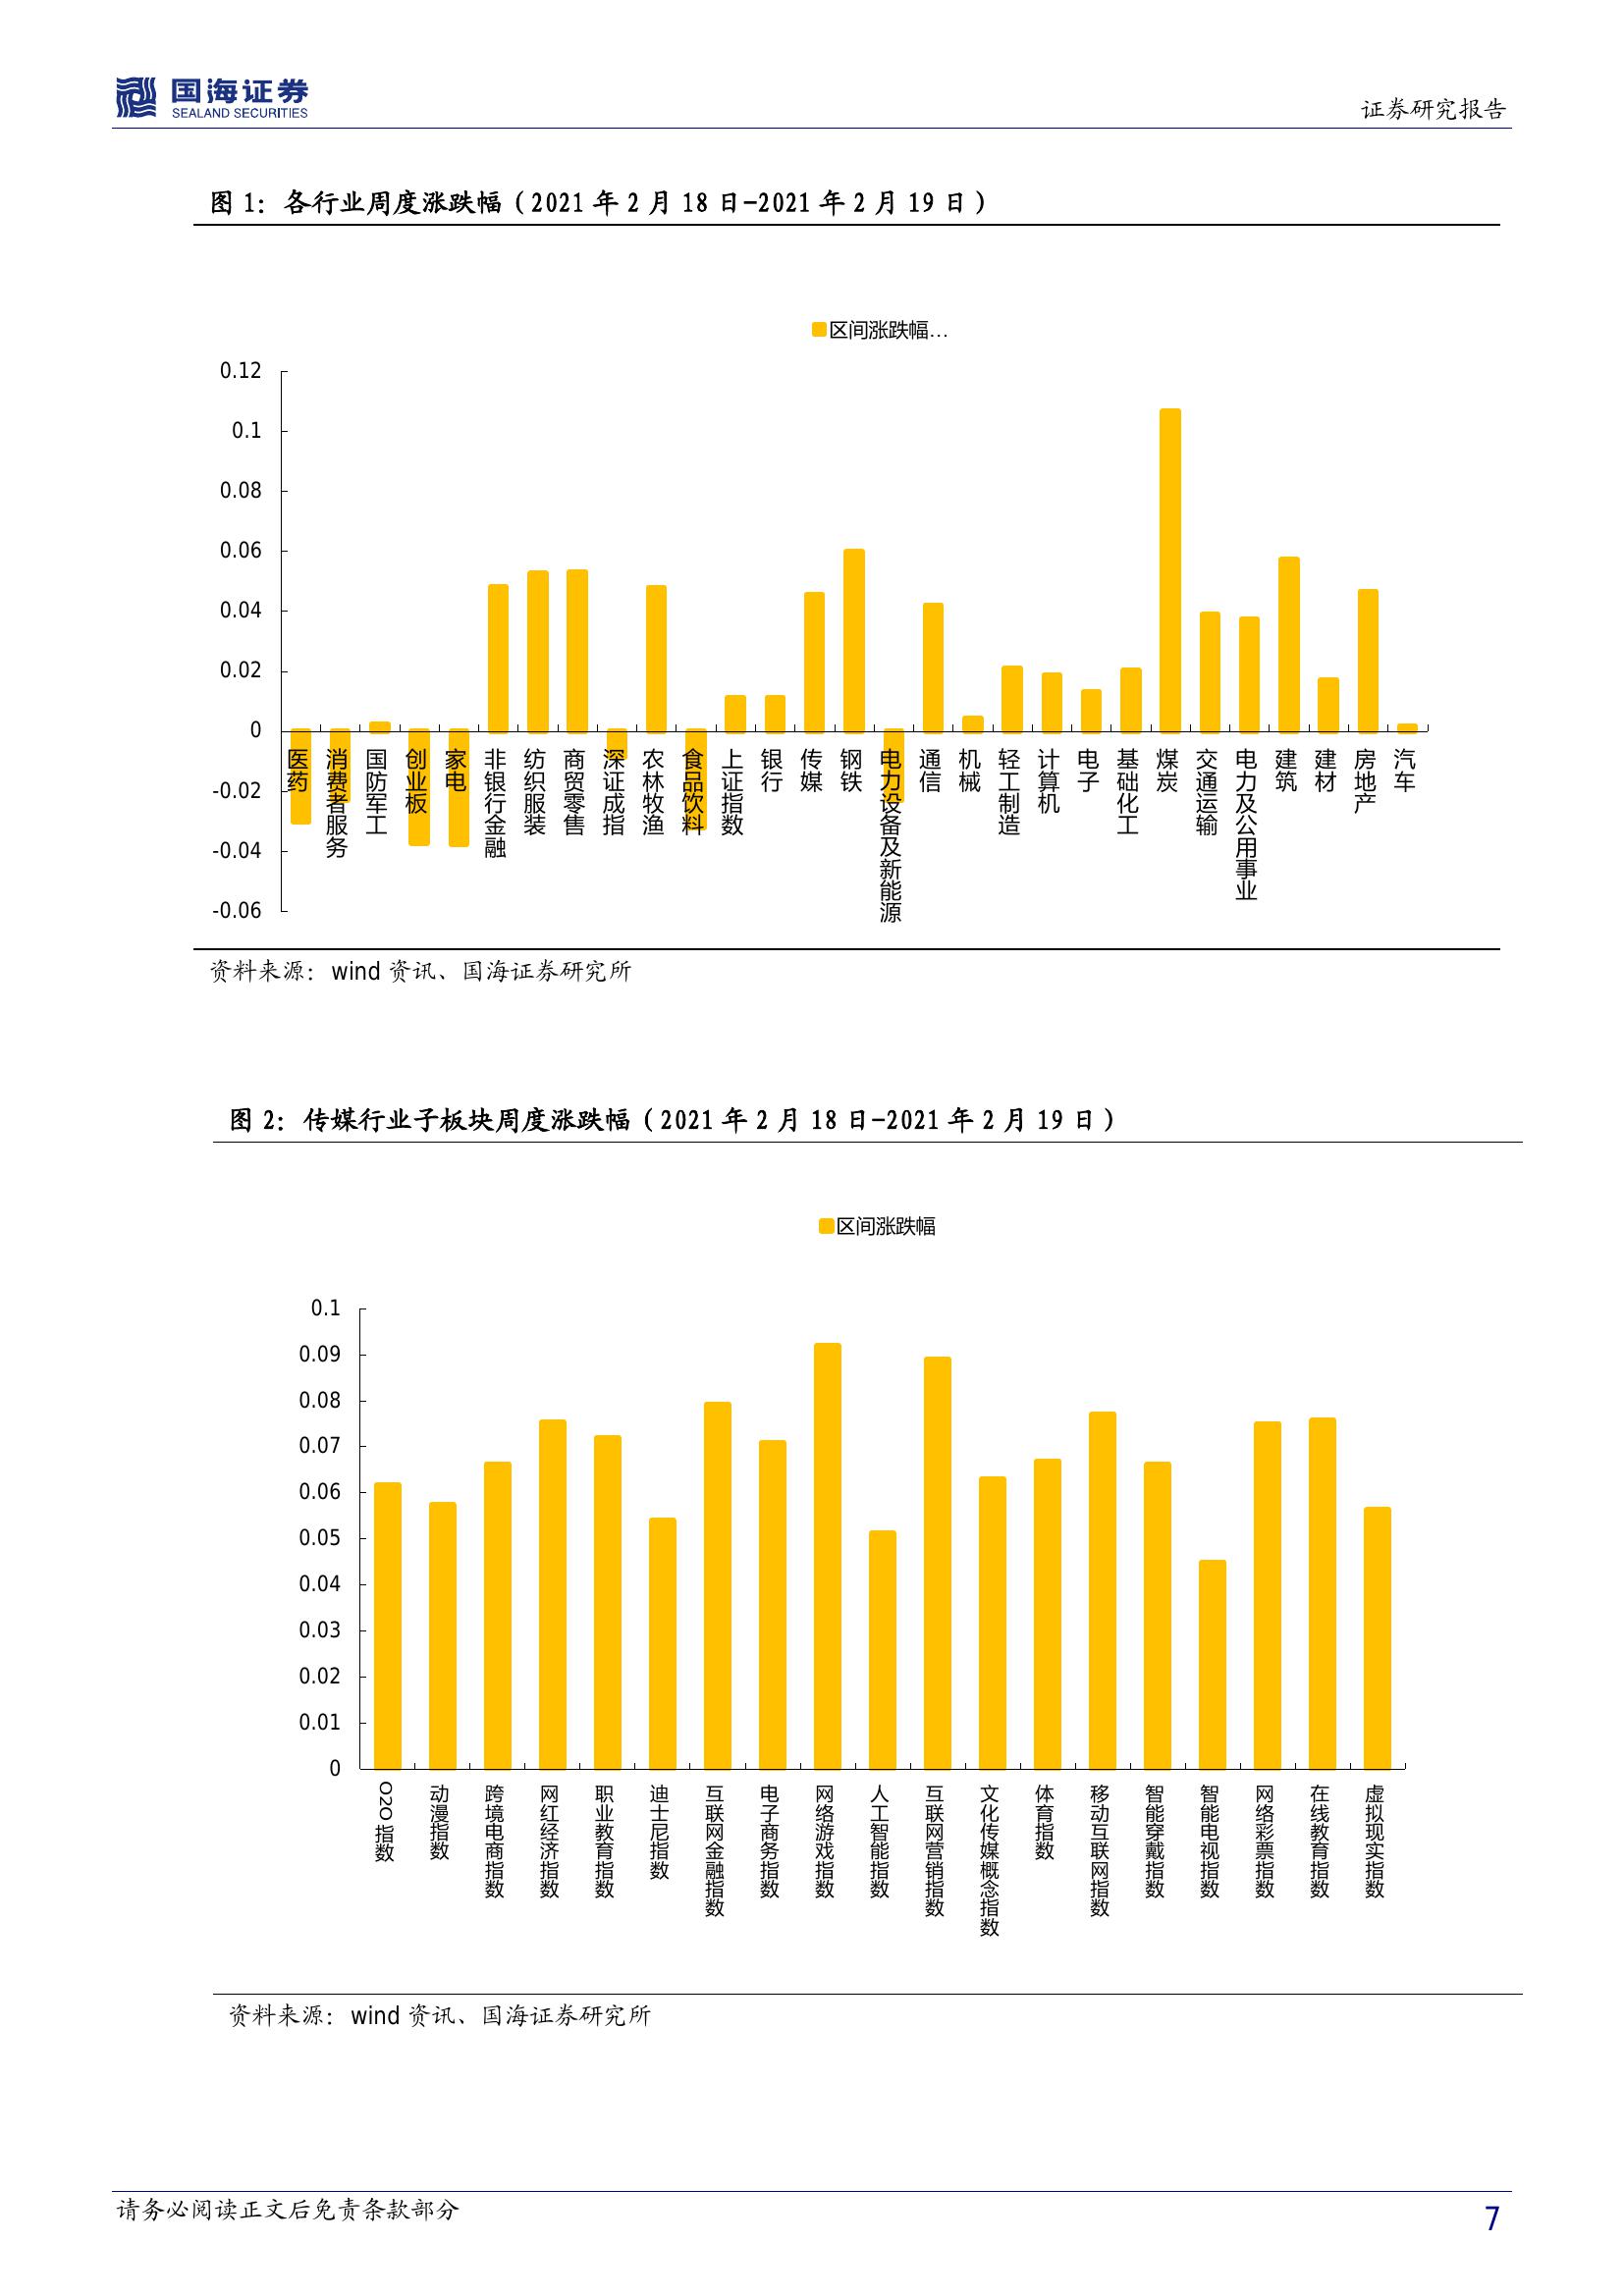 国海证券
SEALAND SECURITIES
证券研究报告
图 1：各行业周度涨跌幅（2021 年 2 月 18 日-2021 年 2 月 19 日）
区间涨跌幅…
0.12
0.1
0.08
0.06
0.04
0.02
0
-0.02
-0.04
-0.06
医药
消费者服务
国防军工
创业板
家电
非银行金融
纺织服装
商贸零售
深证成指
农林牧渔
食品饮料
上证指数
银行
传媒
钢铁
电力设备及新能源
通信
机械
轻工制造
计算机
电子
基础化工
煤炭
交通运输
电力及公用事业
建筑
建材
房地产
汽车
资料来源：wind 资讯、国海证券研究所
图 2：传媒行业子板块周度涨跌幅（2021 年 2 月 18 日-2021 年 2 月 19 日）
区间涨跌幅
0.1
0.09
0.08
0.07
0.06
0.05
0.04
0.03
0.02
0.01
0
O2O指数
动漫指数
跨境电商指数
网红经济指数
职业教育指数
迪士尼指数
互联网金融指数
电子商务指数
网络游戏指数
人工智能指数
互联网营销指数
文化传媒概念指数
体育指数
移动互联网指数
智能穿戴指数
智能电视指数
网络彩票指数
在线教育指数
虚拟现实指数
资料来源：wind 资讯、国海证券研究所
请务必阅读正文后免责条款部分
7